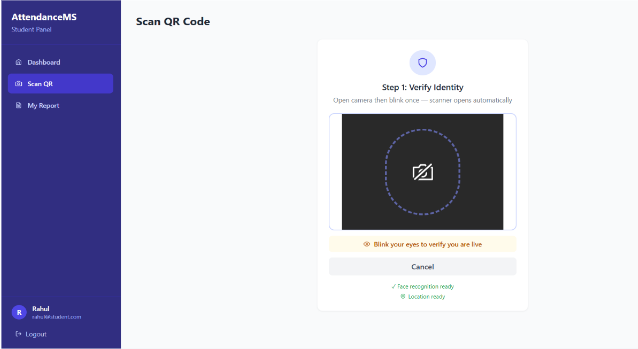 AttendanceMS
Student Panel
Dashboard
Scan QR
My Report
R
Rahul
rahul@student.com
Logout
Scan QR Code
Step 1: Verify Identity
Open camera then blink once — scanner opens automatically
Blink your eyes to verify you are live
Cancel
✓ Face recognition ready
Location ready